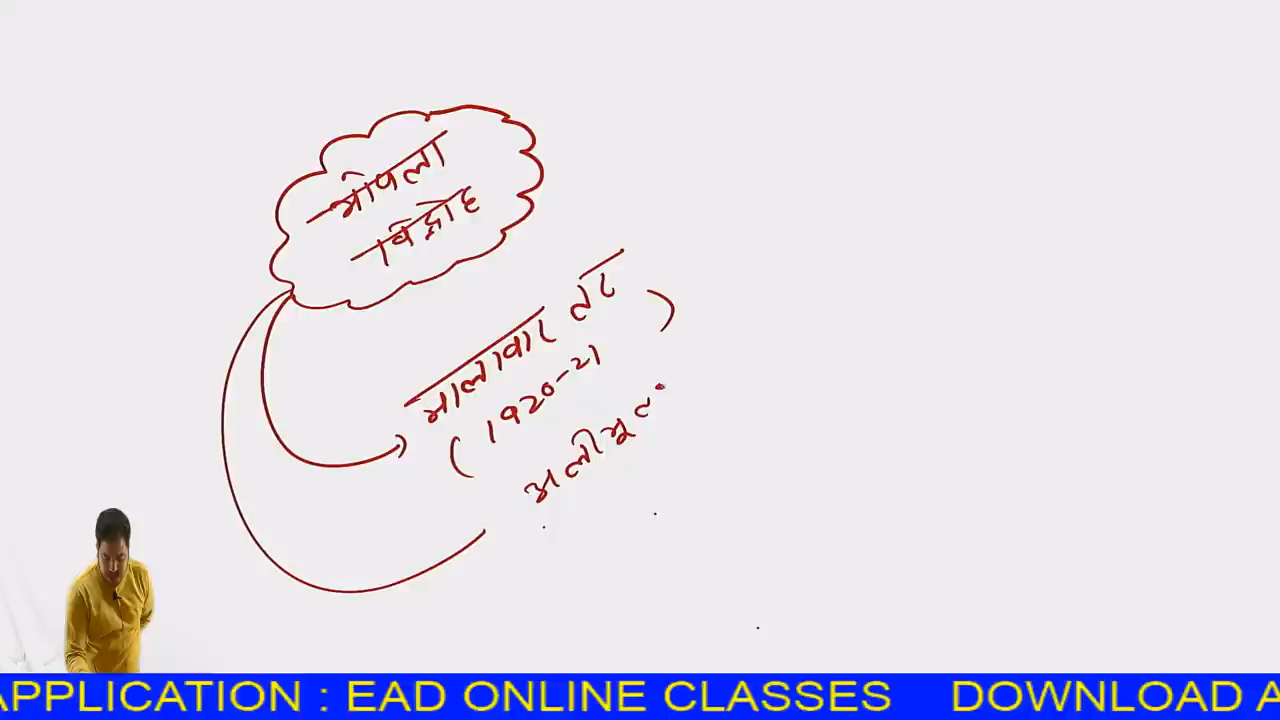 मोपला
विद्रोह
मालावार तट
(1920-21)
अलीमुस
APPLICATION : EAD ONLINE CLASSES DOWNLOAD A